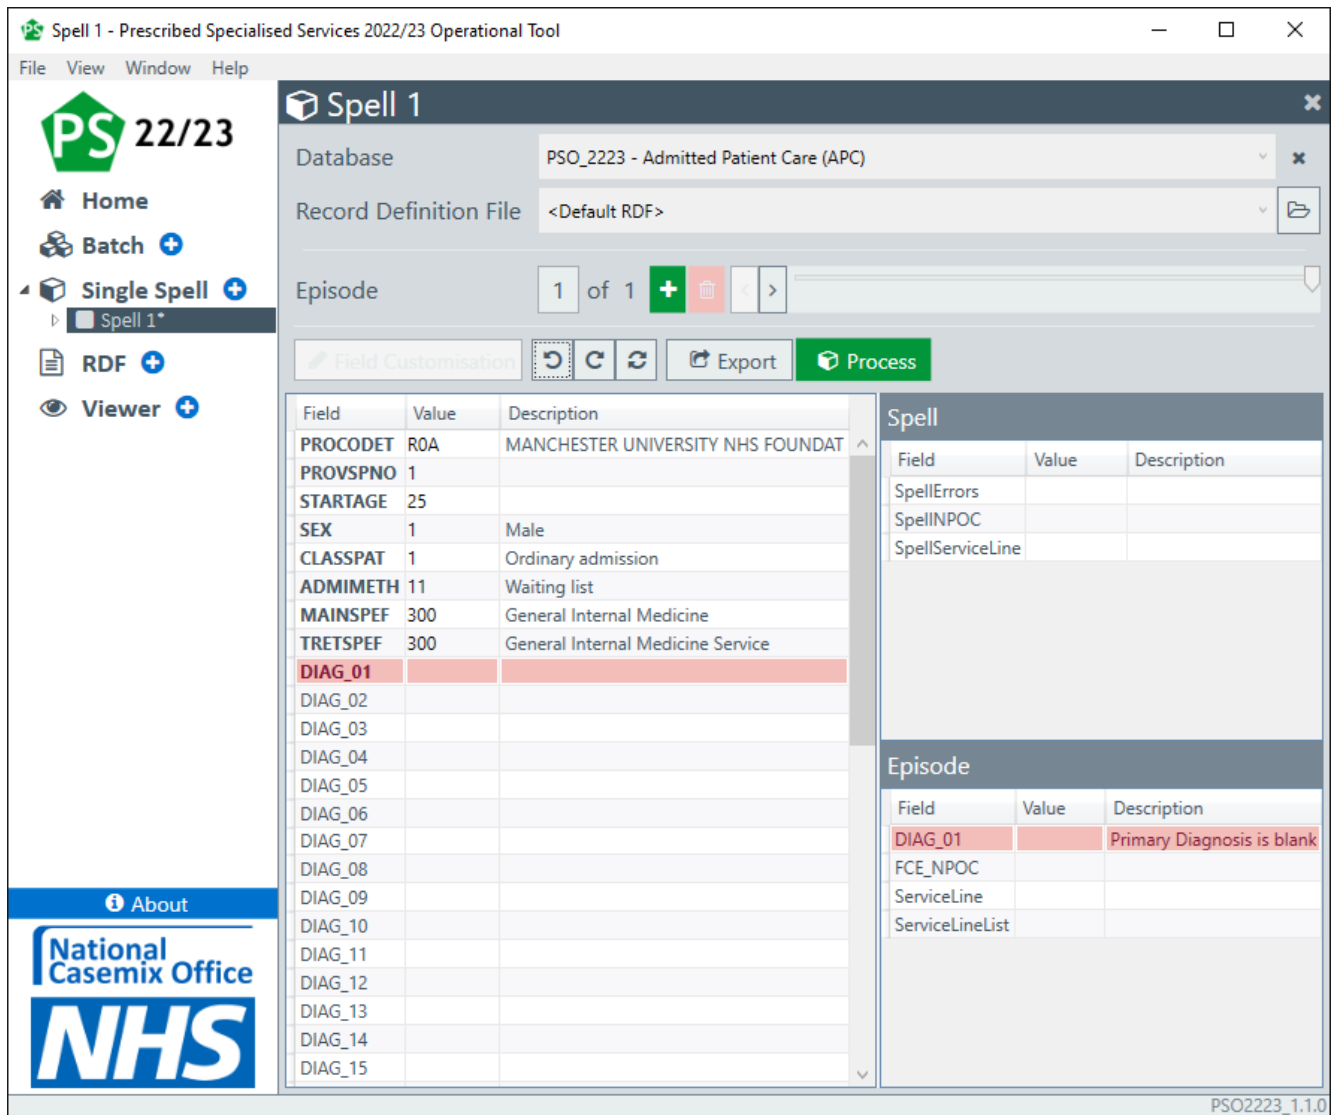 Spell 1 - Prescribed Specialised Services 2022/23 Operational Tool
File View Window Help
PS 22/23
Home
Batch
Single Spell
Spell 1*
RDF
Viewer
About
National
Casemix Office
NHS
Spell 1
Database PSO_2223 - Admitted Patient Care (APC)
Record Definition File <Default RDF>
Episode 1 of 1
Field Customisation Export Process
Field Value Description
PROCODET R0A MANCHESTER UNIVERSITY NHS FOUNDAT
PROVSPNO 1
STARTAGE 25
SEX 1 Male
CLASSPAT 1 Ordinary admission
ADMIMETH 11 Waiting list
MAINSPEF 300 General Internal Medicine
TRETSPEF 300 General Internal Medicine Service
DIAG_01
DIAG_02
DIAG_03
DIAG_04
DIAG_05
DIAG_06
DIAG_07
DIAG_08
DIAG_09
DIAG_10
DIAG_11
DIAG_12
DIAG_13
DIAG_14
DIAG_15
Spell
Field Value Description
SpellErrors
SpellNPOC
SpellServiceLine
Episode
Field Value Description
DIAG_01 Primary Diagnosis is blank
FCE_NPOC
ServiceLine
ServiceLineList
PSO2223_1.1.0